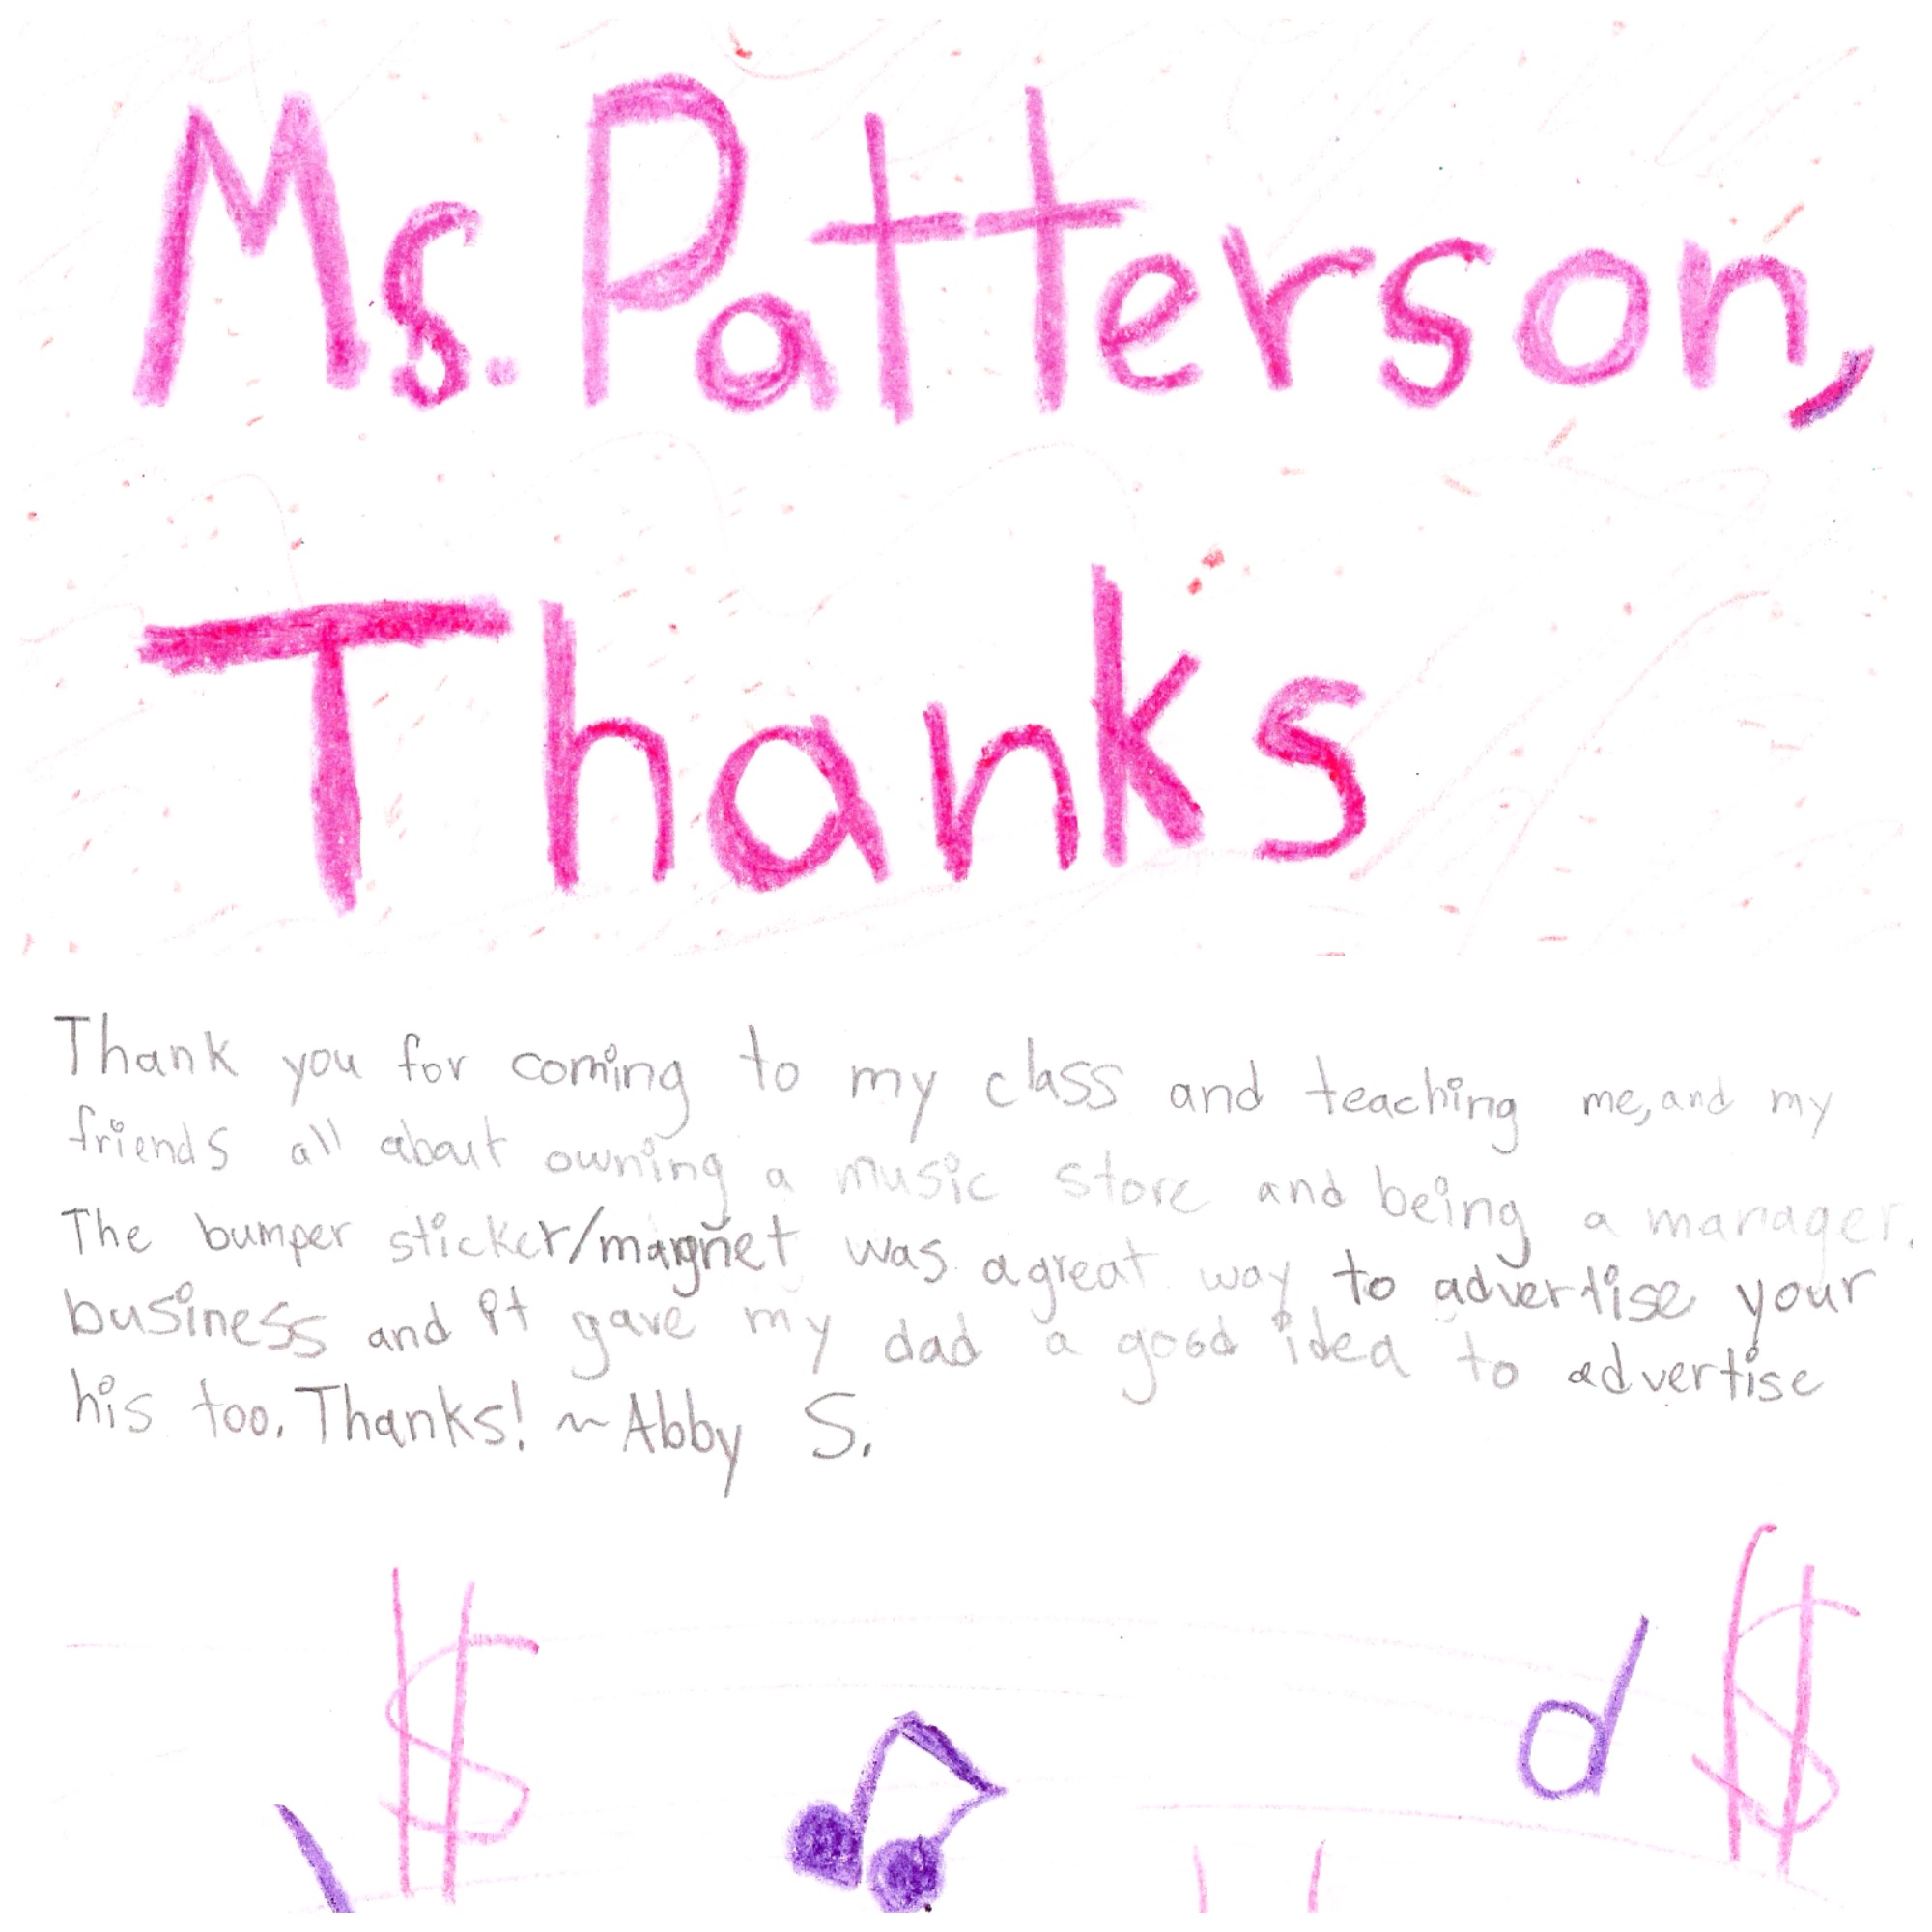 Ms. Patterson,
Thanks
Thank you for coming to my class and teaching me, and my
friends all about owning a music store and being a manager.
The bumper sticker/magnet was a great way to advertise your
business and it gave my dad a good idea to advertise
his too. Thanks! ~Abby S.
$ $